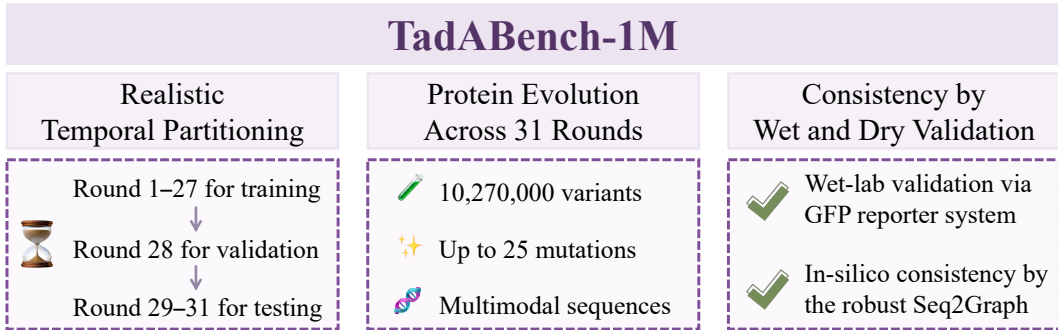 TadABench-1M
Realistic
Temporal Partitioning
Round 1–27 for training
Round 28 for validation
Round 29–31 for testing
Protein Evolution
Across 31 Rounds
10,270,000 variants
Up to 25 mutations
Multimodal sequences
Consistency by
Wet and Dry Validation
Wet-lab validation via
GFP reporter system
In-silico consistency by
the robust Seq2Graph